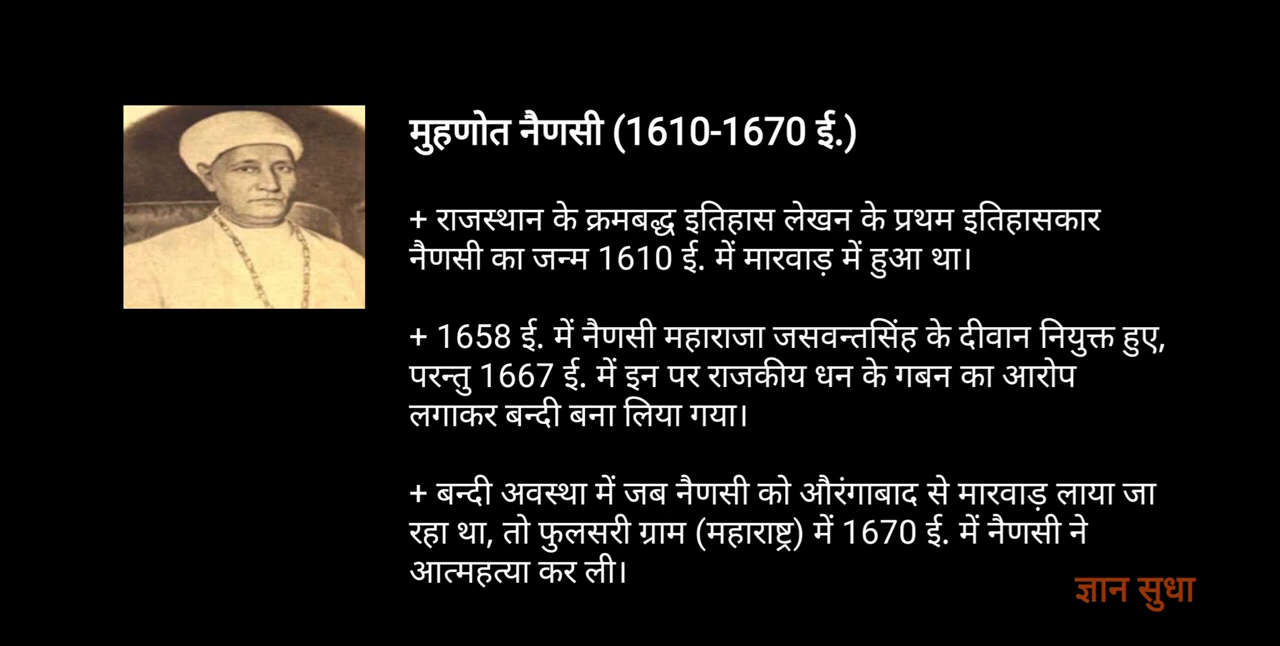 मुहणोत नैणसी (1610-1670 ई.)
+ राजस्थान के क्रमबद्ध इतिहास लेखन के प्रथम इतिहासकार
नैणसी का जन्म 1610 ई. में मारवाड़ में हुआ था।
+ 1658 ई. में नैणसी महाराजा जसवन्तसिंह के दीवान नियुक्त हुए,
परन्तु 1667 ई. में इन पर राजकीय धन के गबन का आरोप
लगाकर बन्दी बना लिया गया।
+ बन्दी अवस्था में जब नैणसी को औरंगाबाद से मारवाड़ लाया जा
रहा था, तो फुलसरी ग्राम (महाराष्ट्र) में 1670 ई. में नैणसी ने
आत्महत्या कर ली।
ज्ञान सुधा